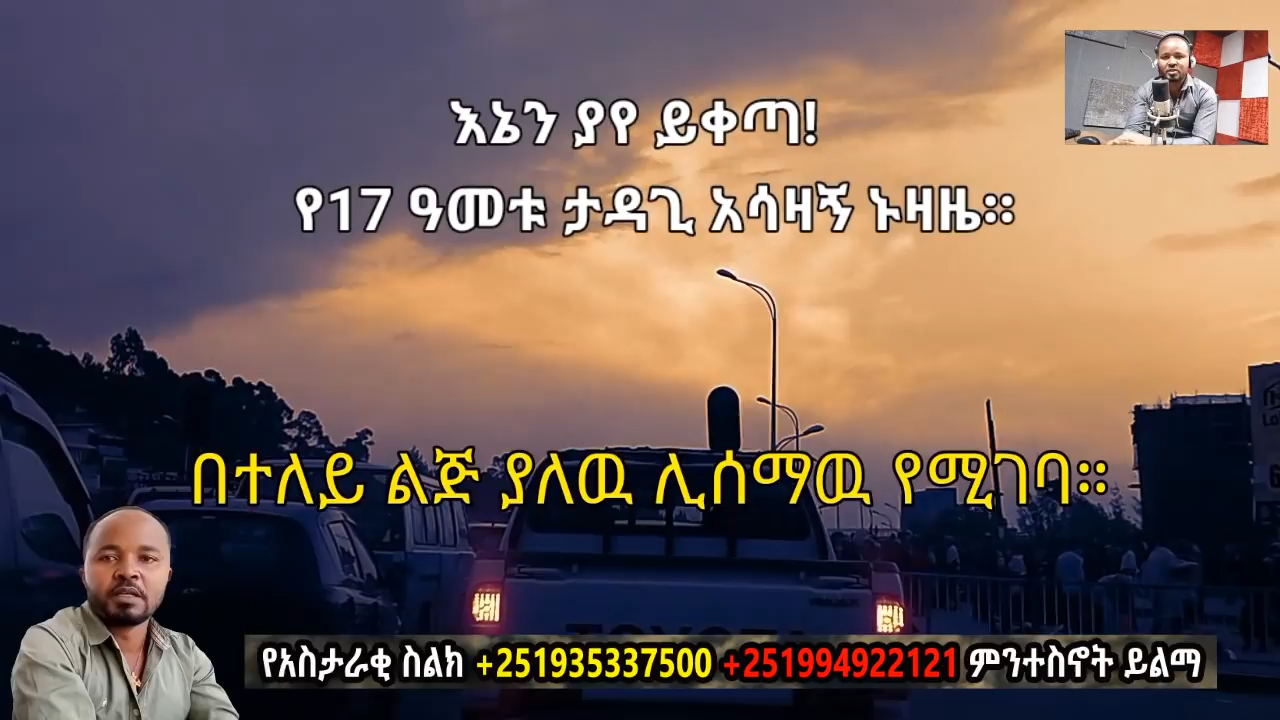 እኔን ያየ ይቀጣ!
የ17 ዓመቱ ታዳጊ አሳዛኝ ኑዛዜ።
በተለይ ልጅ ያለዉ ሊሰማዉ የሚገባ።
TOYOTA
የአስታራቂ ስልክ +251935337500 +251994922121 ምንተስኖት ይልማ